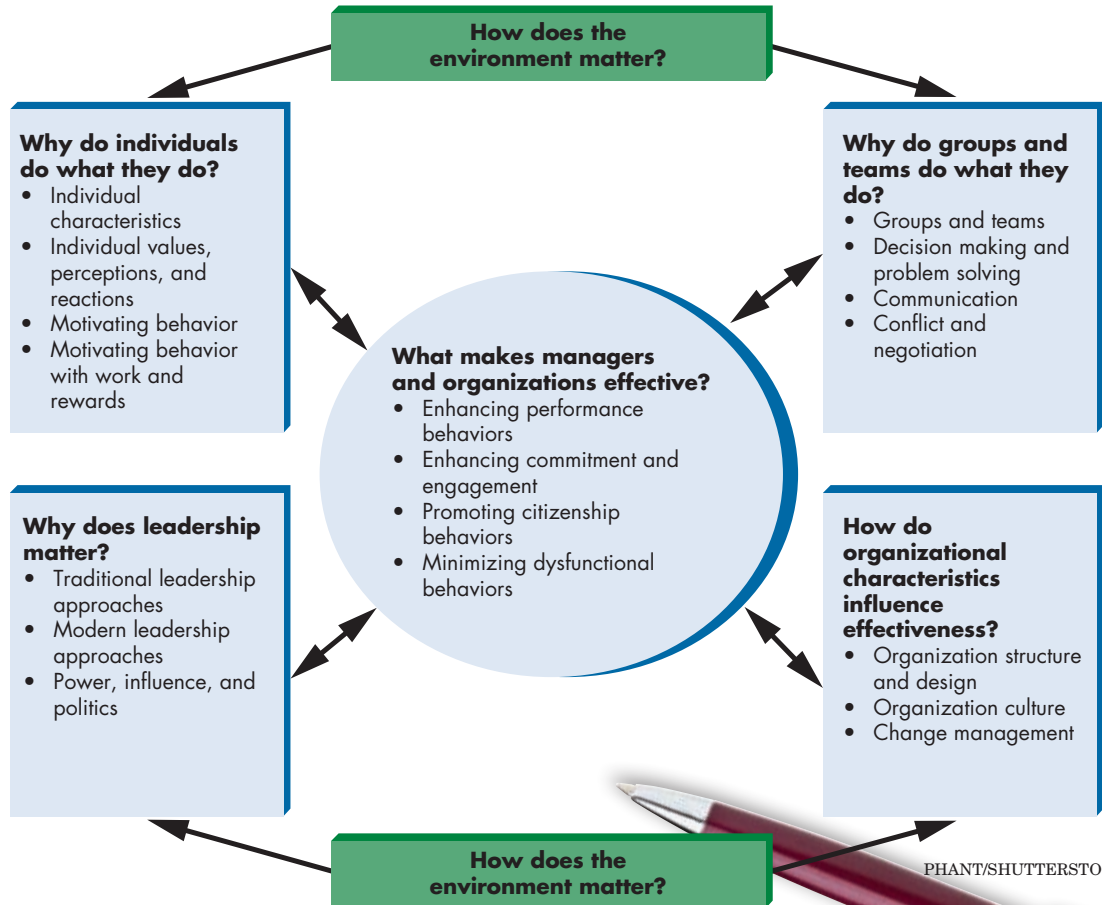 How does the
environment matter?
Why do individuals
do what they do?
• Individual
characteristics
• Individual values,
perceptions, and
reactions
• Motivating behavior
• Motivating behavior
with work and
rewards
Why do groups and
teams do what they
do?
• Groups and teams
• Decision making and
problem solving
• Communication
• Conflict and
negotiation
What makes managers
and organizations effective?
• Enhancing performance
behaviors
• Enhancing commitment and
engagement
• Promoting citizenship
behaviors
• Minimizing dysfunctional
behaviors
Why does leadership
matter?
• Traditional leadership
approaches
• Modern leadership
approaches
• Power, influence, and
politics
How do
organizational
characteristics
influence
effectiveness?
• Organization structure
and design
• Organization culture
• Change management
How does the
environment matter?
PHANT/SHUTTERSTO